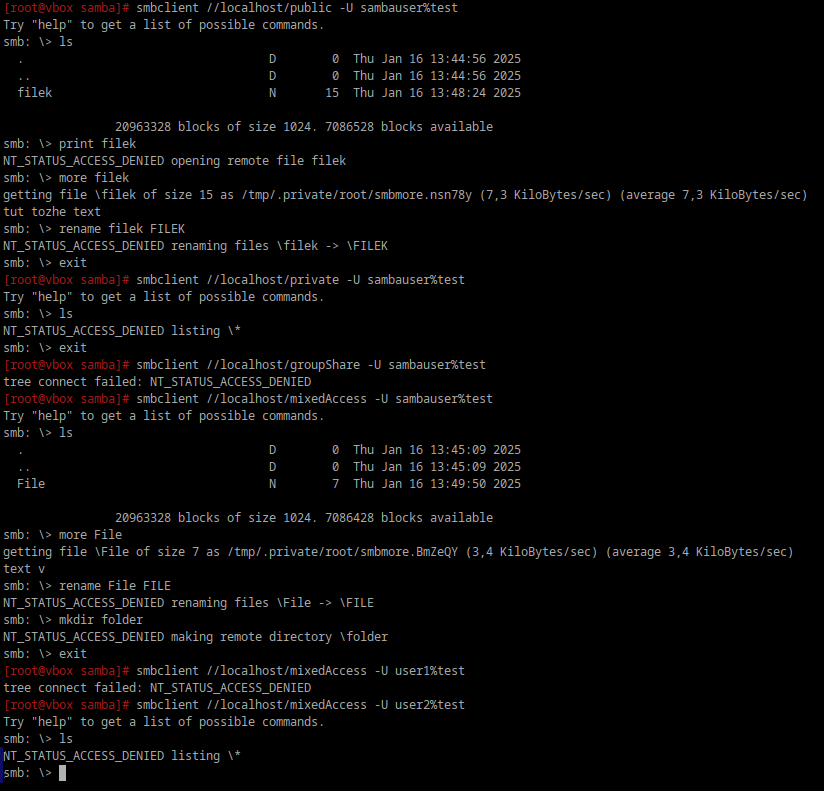 [root@vbox samba]# smbclient //localhost/public -U sambauser%test
Try "help" to get a list of possible commands.
smb: \> ls
  .                                   D        0  Thu Jan 16 13:44:56 2025
  ..                                  D        0  Thu Jan 16 13:44:56 2025
  filek                               N       15  Thu Jan 16 13:48:24 2025

                20963328 blocks of size 1024. 7086528 blocks available
smb: \> print filek
NT_STATUS_ACCESS_DENIED opening remote file filek
smb: \> more filek
getting file \filek of size 15 as /tmp/.private/root/smbmore.nsn78y (7,3 KiloBytes/sec) (average 7,3 KiloBytes/sec)
tut tozhe text
smb: \> rename filek FILEK
NT_STATUS_ACCESS_DENIED renaming files \filek -> \FILEK
smb: \> exit
[root@vbox samba]# smbclient //localhost/private -U sambauser%test
Try "help" to get a list of possible commands.
smb: \> ls
NT_STATUS_ACCESS_DENIED listing \*
smb: \> exit
[root@vbox samba]# smbclient //localhost/groupShare -U sambauser%test
tree connect failed: NT_STATUS_ACCESS_DENIED
[root@vbox samba]# smbclient //localhost/mixedAccess -U sambauser%test
Try "help" to get a list of possible commands.
smb: \> ls
  .                                   D        0  Thu Jan 16 13:45:09 2025
  ..                                  D        0  Thu Jan 16 13:45:09 2025
  File                                N        7  Thu Jan 16 13:49:50 2025

                20963328 blocks of size 1024. 7086428 blocks available
smb: \> more File
getting file \File of size 7 as /tmp/.private/root/smbmore.BmZeQY (3,4 KiloBytes/sec) (average 3,4 KiloBytes/sec)
text v
smb: \> rename File FILE
NT_STATUS_ACCESS_DENIED renaming files \File -> \FILE
smb: \> mkdir folder
NT_STATUS_ACCESS_DENIED making remote directory \folder
smb: \> exit
[root@vbox samba]# smbclient //localhost/mixedAccess -U user1%test
tree connect failed: NT_STATUS_ACCESS_DENIED
[root@vbox samba]# smbclient //localhost/mixedAccess -U user2%test
Try "help" to get a list of possible commands.
smb: \> ls
NT_STATUS_ACCESS_DENIED listing \*
smb: \>